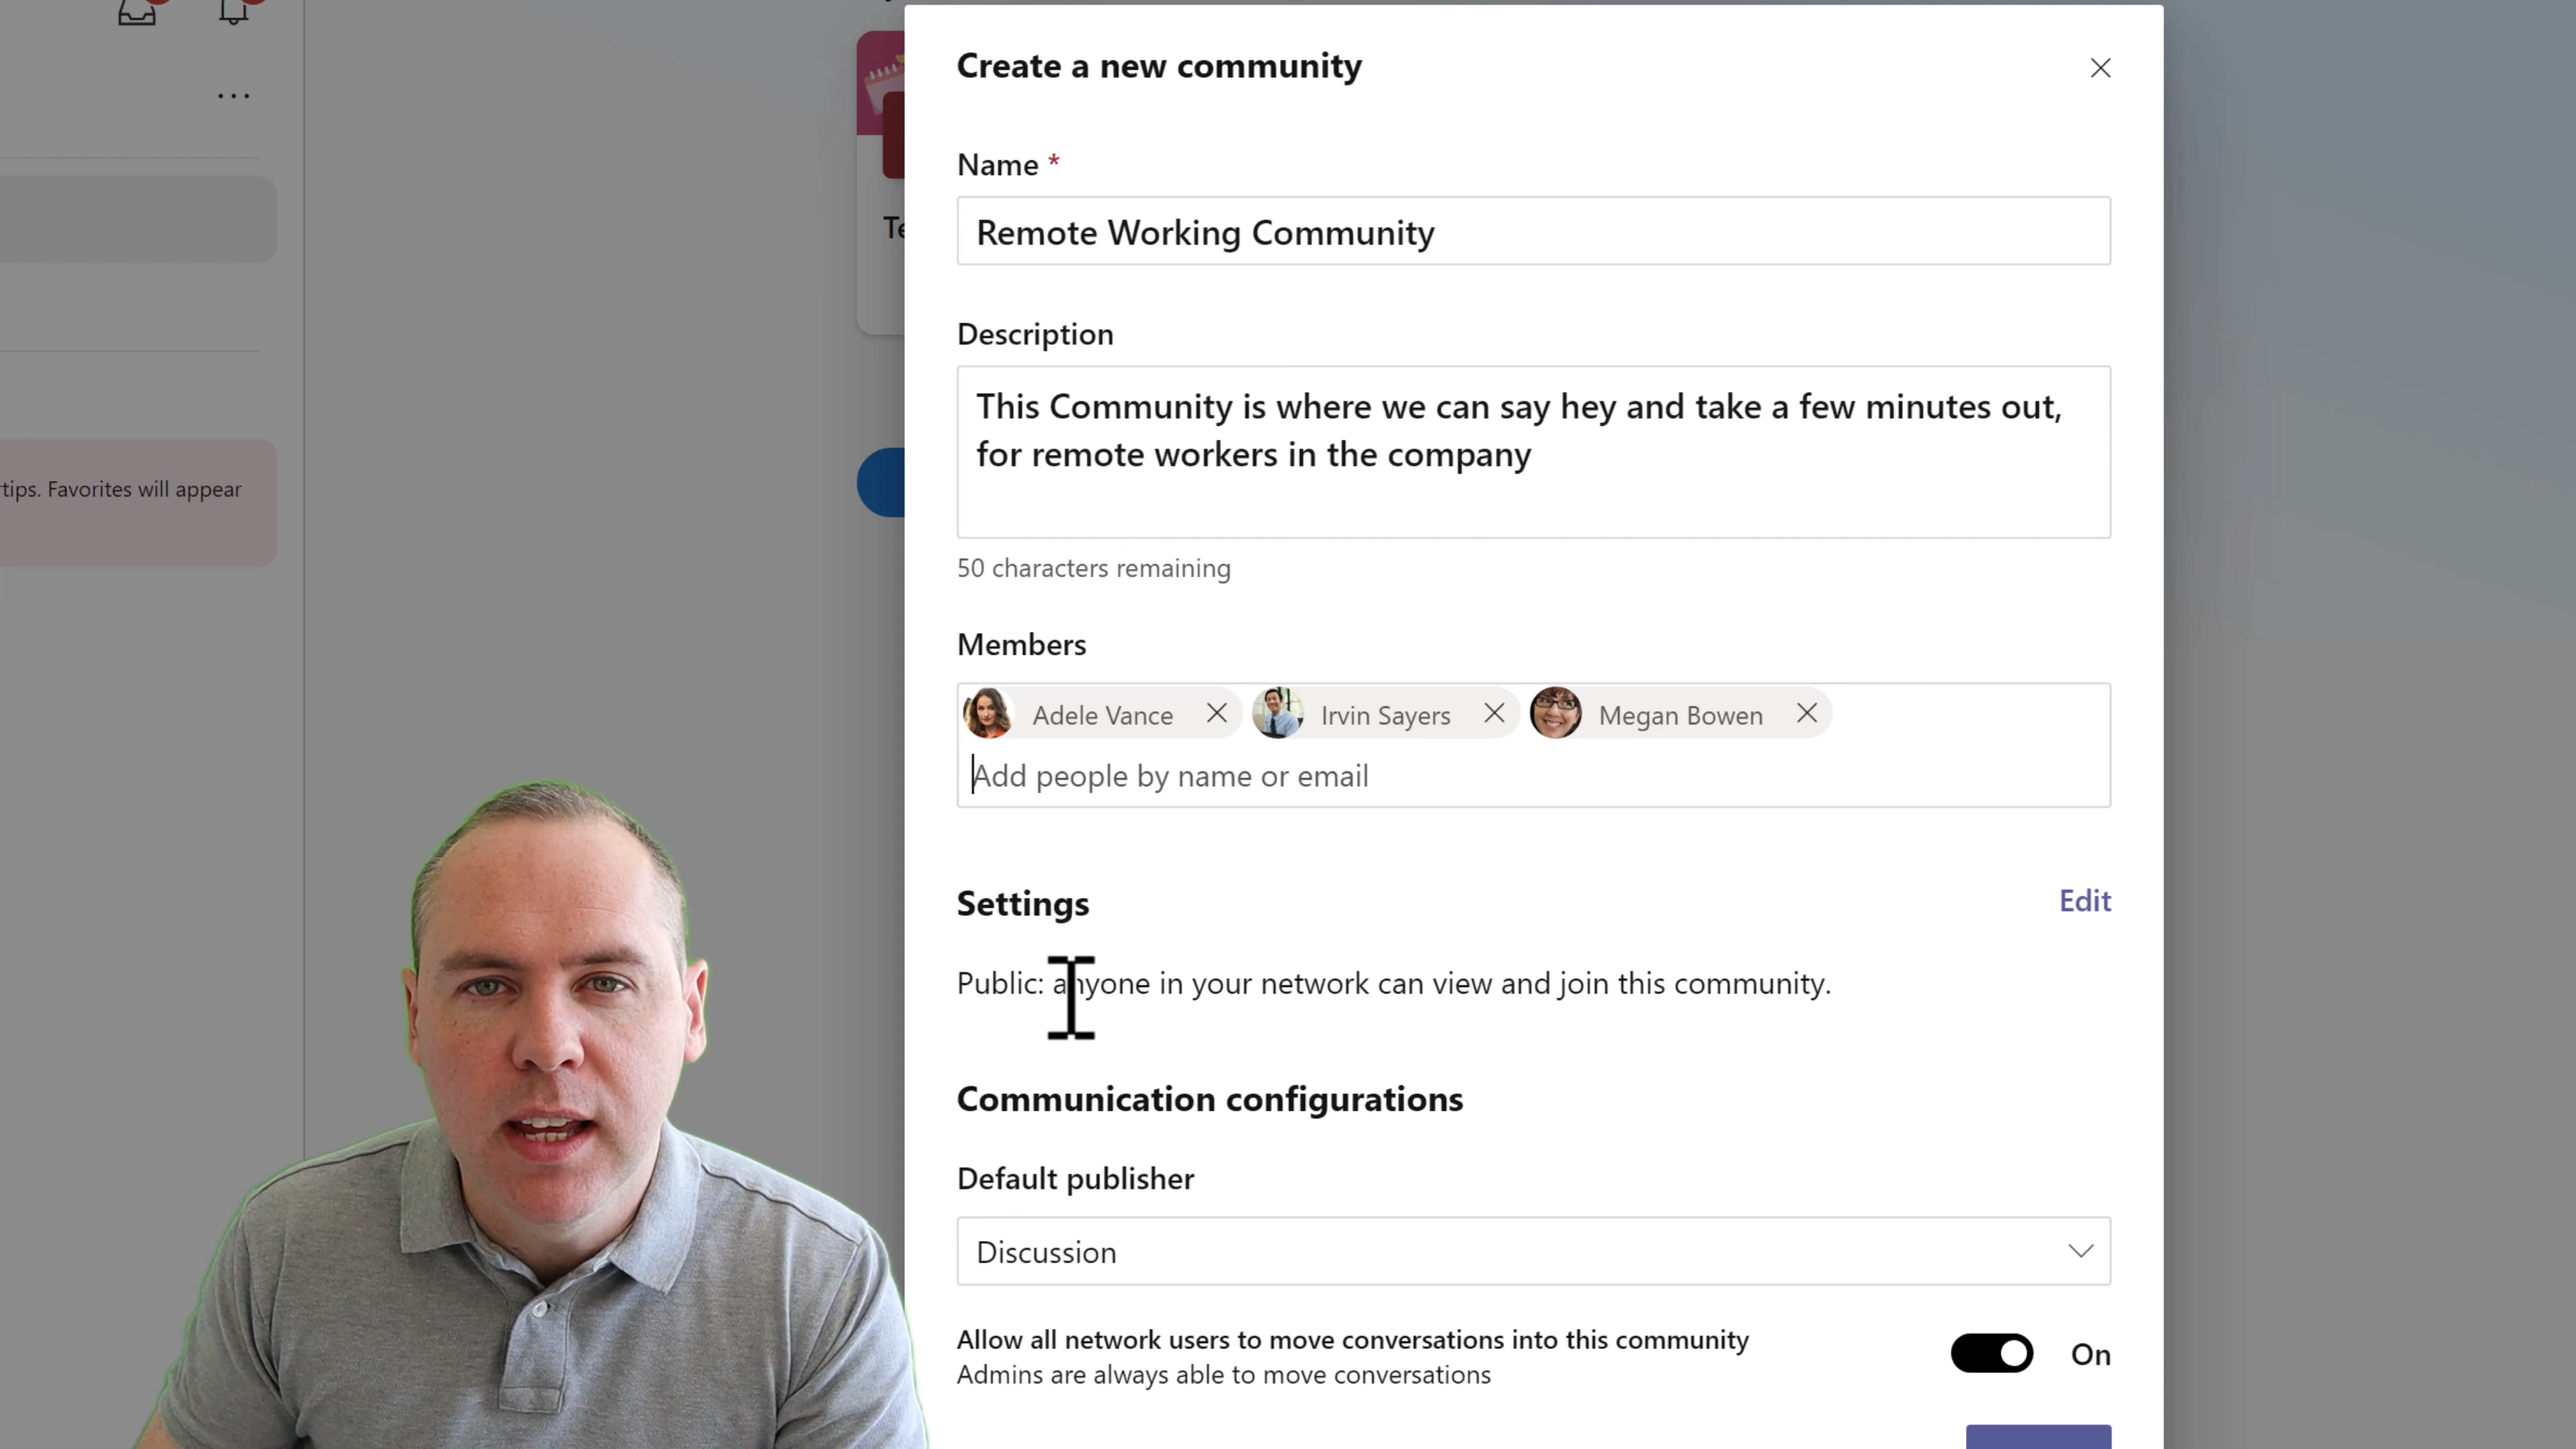 Create a new community
Name *
Remote Working Community
Description
This Community is where we can say hey and take a few minutes out,
for remote workers in the company
50 characters remaining
Members
Adele Vance
Irvin Sayers
Megan Bowen
Add people by name or email
Settings
Edit
Public: anyone in your network can view and join this community.
Communication configurations
Default publisher
Discussion
Allow all network users to move conversations into this community
On
Admins are always able to move conversations
tips. Favorites will appear